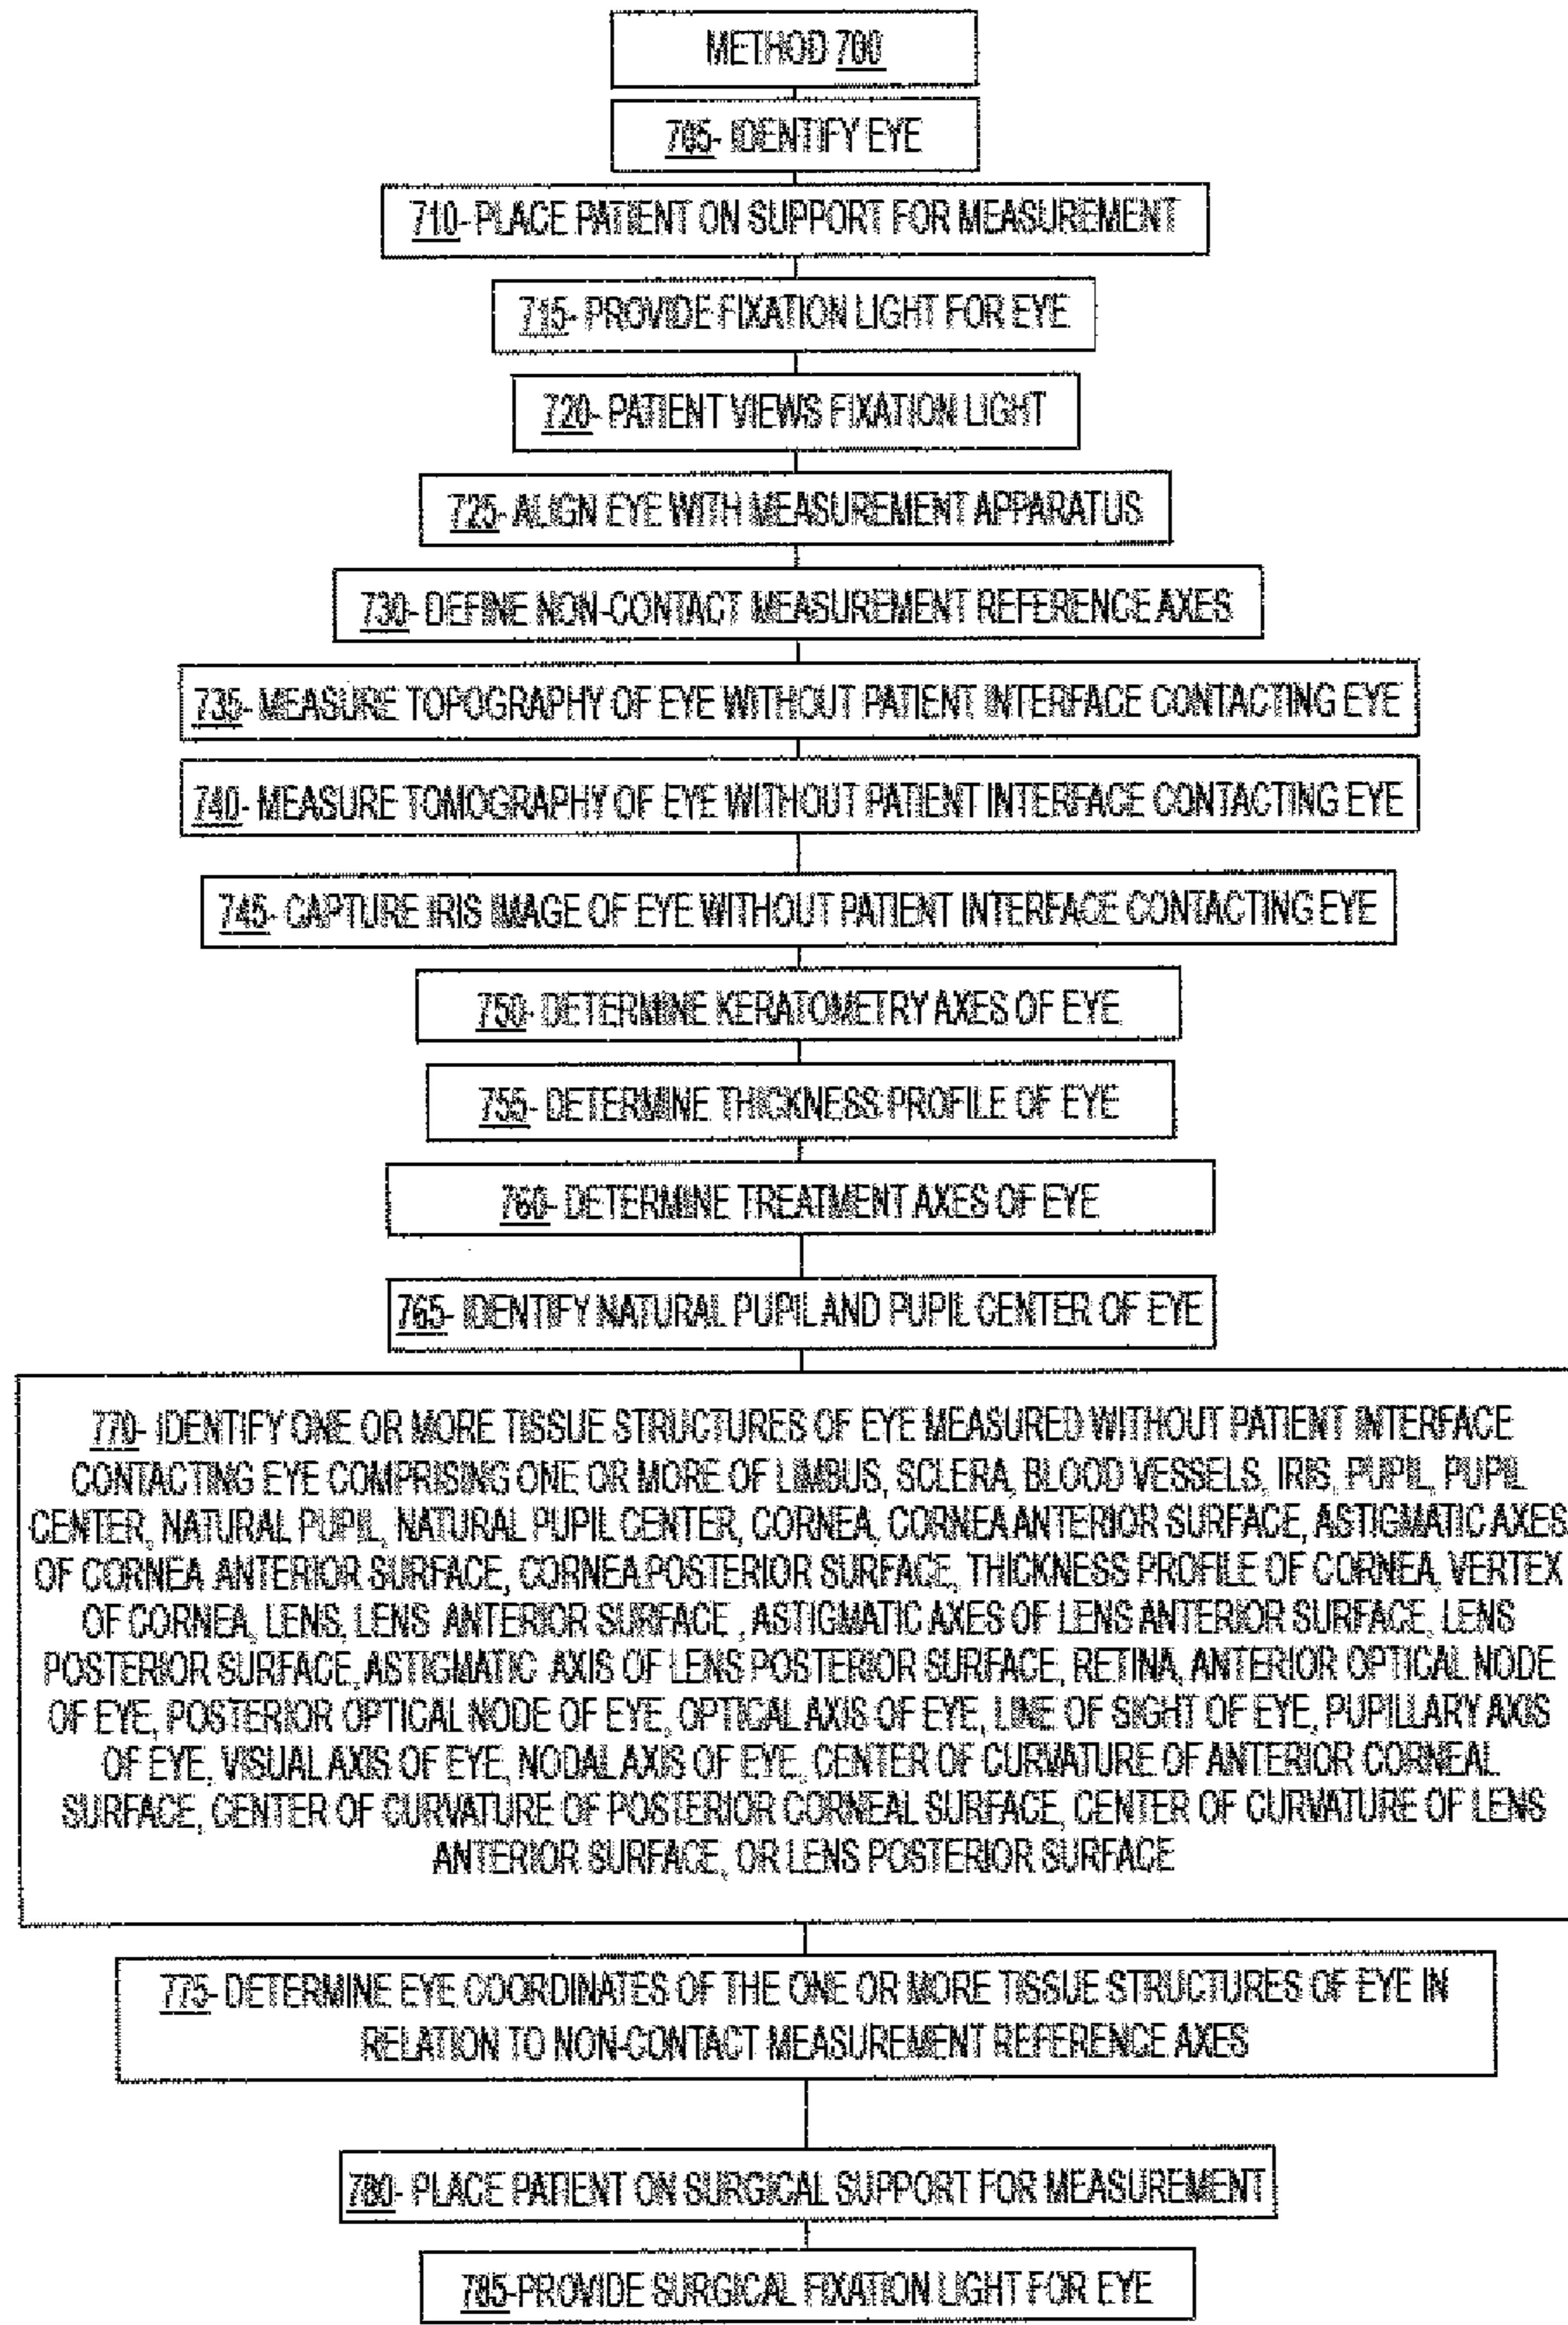 METHOD 700
705- IDENTIFY EYE
710- PLACE PATIENT ON SUPPORT FOR MEASUREMENT
715- PROVIDE FIXATION LIGHT FOR EYE
720- PATIENT VIEWS FIXATION LIGHT
725- ALIGN EYE WITH MEASUREMENT APPARATUS
730- DEFINE NON-CONTACT MEASUREMENT REFERENCE AXES
735- MEASURE TOPOGRAPHY OF EYE WITHOUT PATIENT INTERFACE CONTACTING EYE
740- MEASURE TOMOGRAPHY OF EYE WITHOUT PATIENT INTERFACE CONTACTING EYE
745- CAPTURE IRIS IMAGE OF EYE WITHOUT PATIENT INTERFACE CONTACTING EYE
750- DETERMINE KERATOMETRY AXES OF EYE
755- DETERMINE THICKNESS PROFILE OF EYE
760- DETERMINE TREATMENT AXES OF EYE
765- IDENTIFY NATURAL PUPIL AND PUPIL CENTER OF EYE
770- IDENTIFY ONE OR MORE TISSUE STRUCTURES OF EYE MEASURED WITHOUT PATIENT INTERFACE
CONTACTING EYE COMPRISING ONE OR MORE OF LIMBUS, SCLERA, BLOOD VESSELS, IRIS, PUPIL, PUPIL
CENTER, NATURAL PUPIL, NATURAL PUPIL CENTER, CORNEA, CORNEA ANTERIOR SURFACE, ASTIGMATIC AXES
OF CORNEA ANTERIOR SURFACE, CORNEA POSTERIOR SURFACE, THICKNESS PROFILE OF CORNEA, VERTEX
OF CORNEA, LENS, LENS ANTERIOR SURFACE , ASTIGMATIC AXES OF LENS ANTERIOR SURFACE, LENS
POSTERIOR SURFACE, ASTIGMATIC AXIS OF LENS POSTERIOR SURFACE, RETINA, ANTERIOR OPTICAL NODE
OF EYE, POSTERIOR OPTICAL NODE OF EYE, OPTICAL AXIS OF EYE, LINE OF SIGHT OF EYE, PUPILLARY AXIS
OF EYE, VISUAL AXIS OF EYE, NODAL AXIS OF EYE, CENTER OF CURVATURE OF ANTERIOR CORNEAL
SURFACE, CENTER OF CURVATURE OF POSTERIOR CORNEAL SURFACE, CENTER OF CURVATURE OF LENS
ANTERIOR SURFACE, OR LENS POSTERIOR SURFACE
775- DETERMINE EYE COORDINATES OF THE ONE OR MORE TISSUE STRUCTURES OF EYE IN
RELATION TO NON-CONTACT MEASUREMENT REFERENCE AXES
780- PLACE PATIENT ON SURGICAL SUPPORT FOR MEASUREMENT
785-PROVIDE SURGICAL FIXATION LIGHT FOR EYE